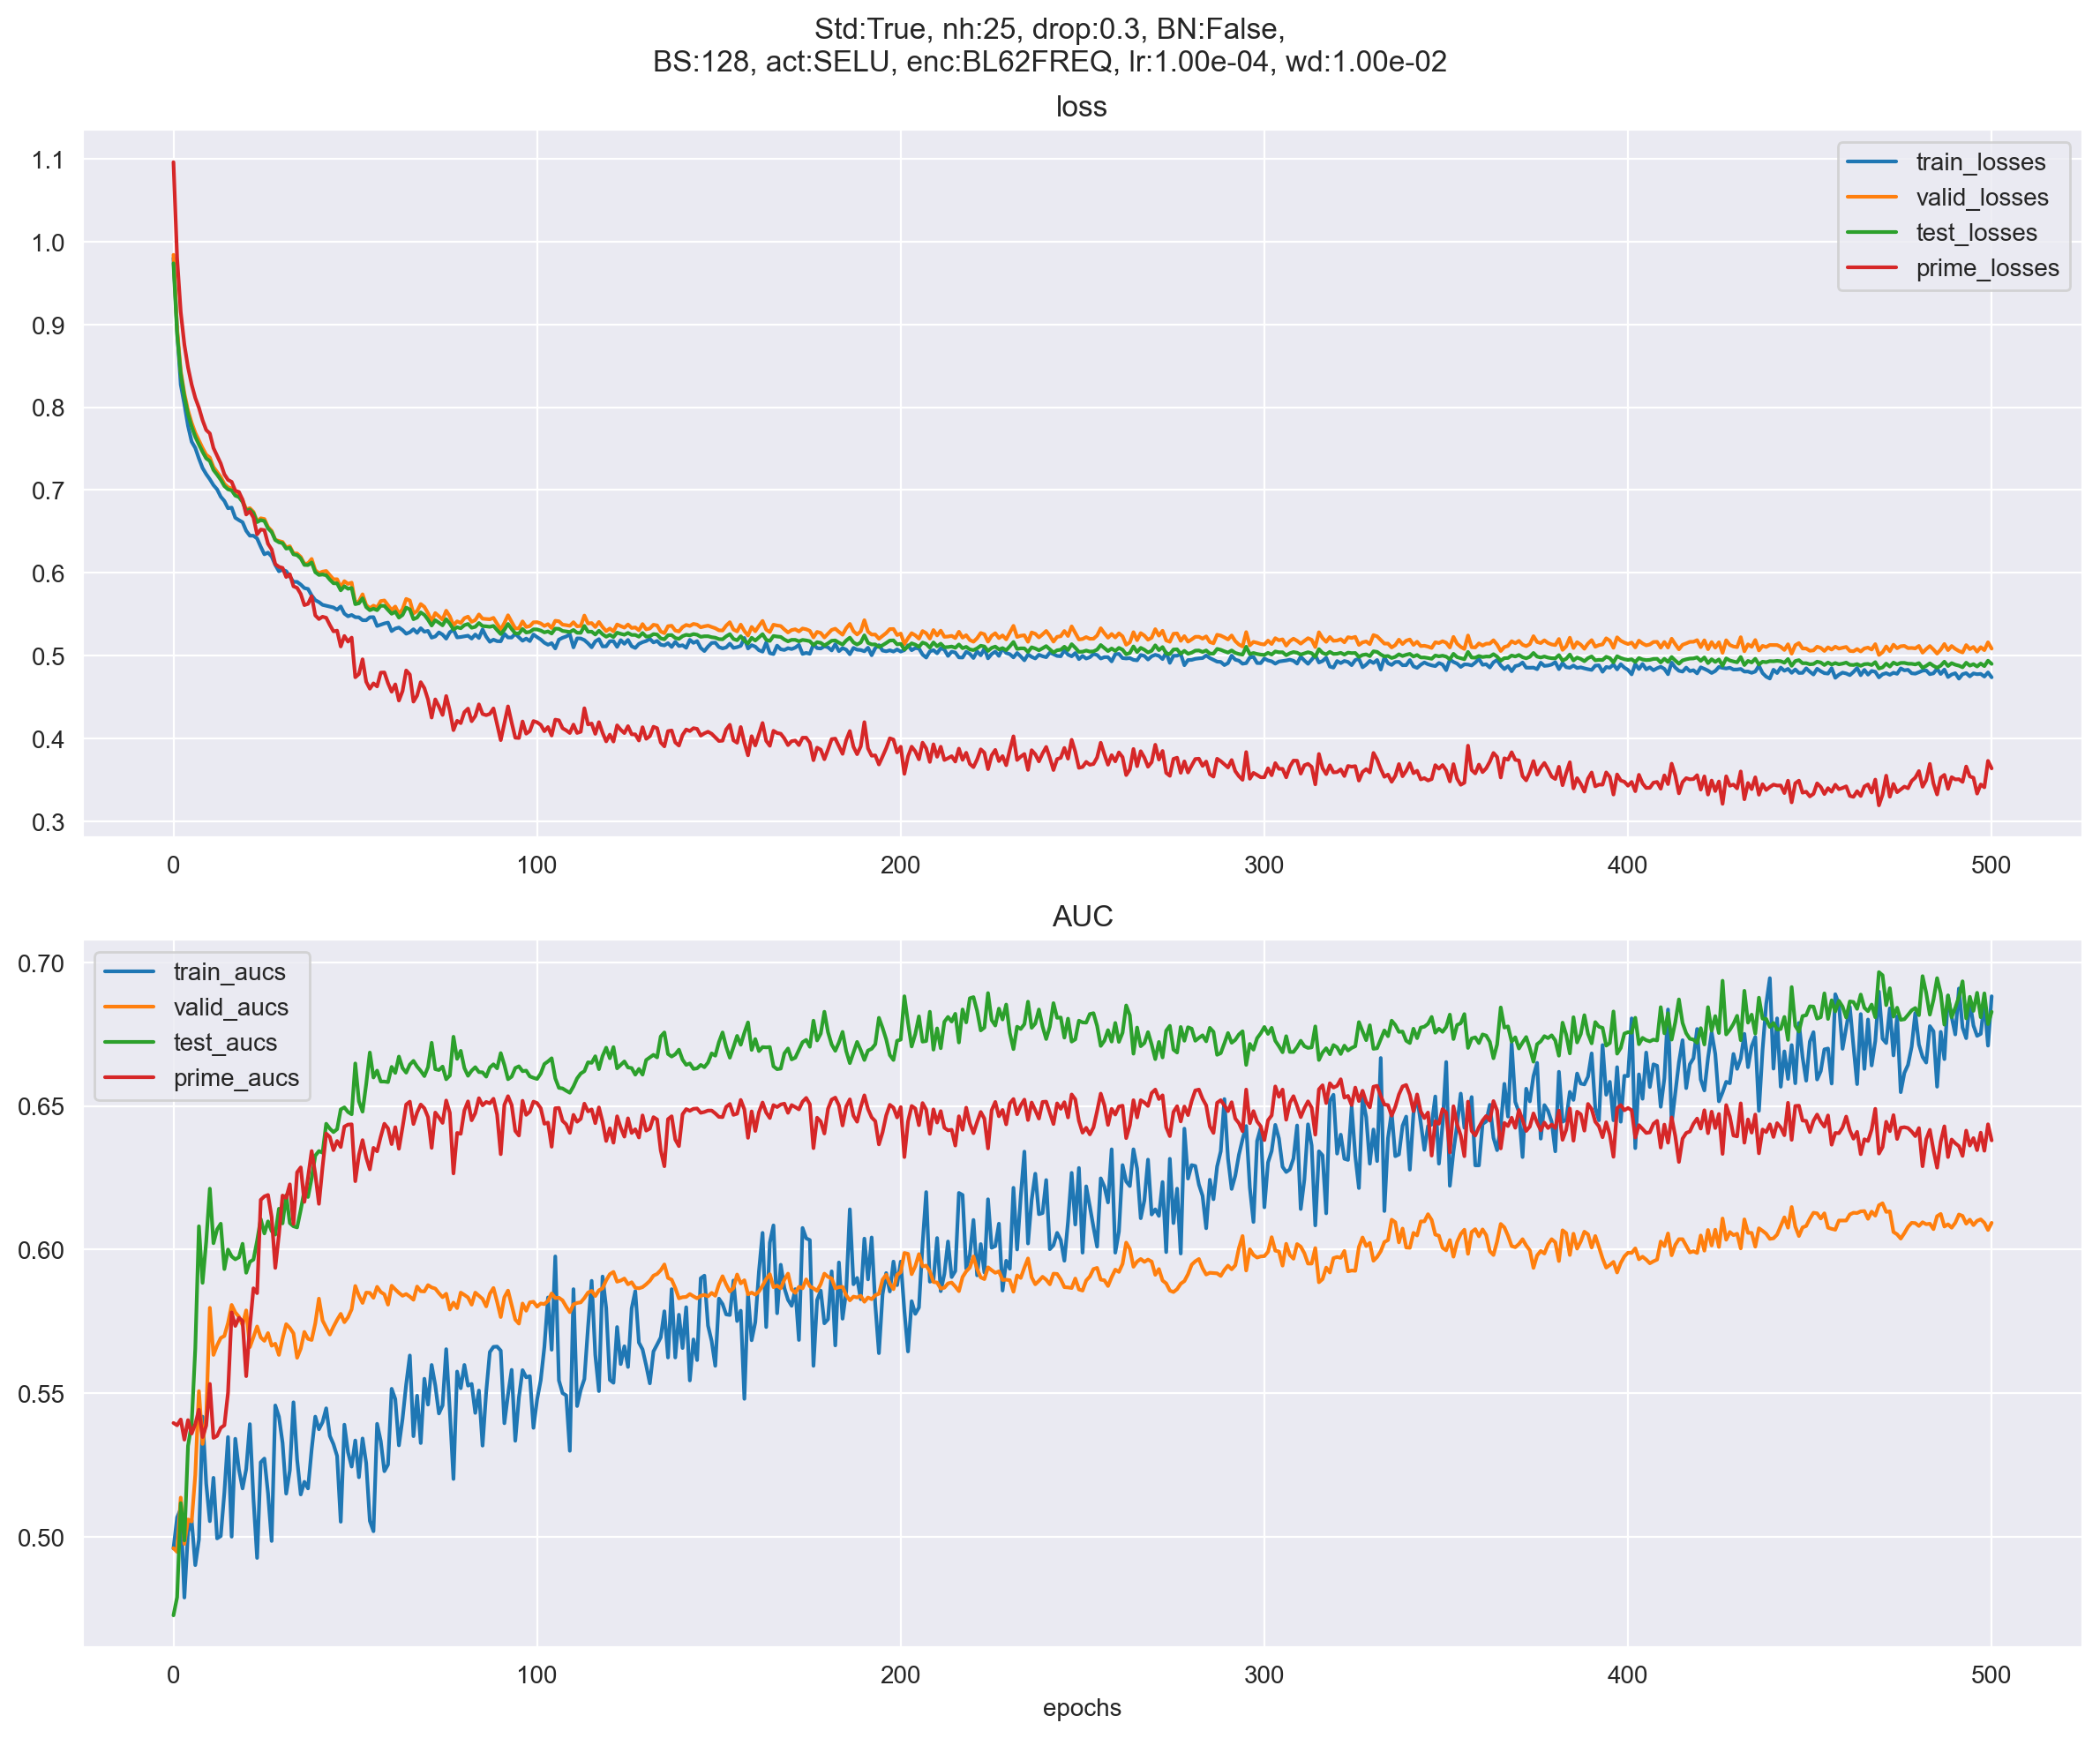 Std:True, nh:25, drop:0.3, BN:False,
BS:128, act:SELU, enc:BL62FREQ, lr:1.00e-04, wd:1.00e-02
loss
1.1
1.0
0.9
0.8
0.7
0.6
0.5
0.4
0.3
train_losses
valid_losses
test_losses
prime_losses
0 100 200 300 400 500
AUC
0.70
0.65
0.60
0.55
0.50
train_aucs
valid_aucs
test_aucs
prime_aucs
0 100 200 300 400 500
epochs